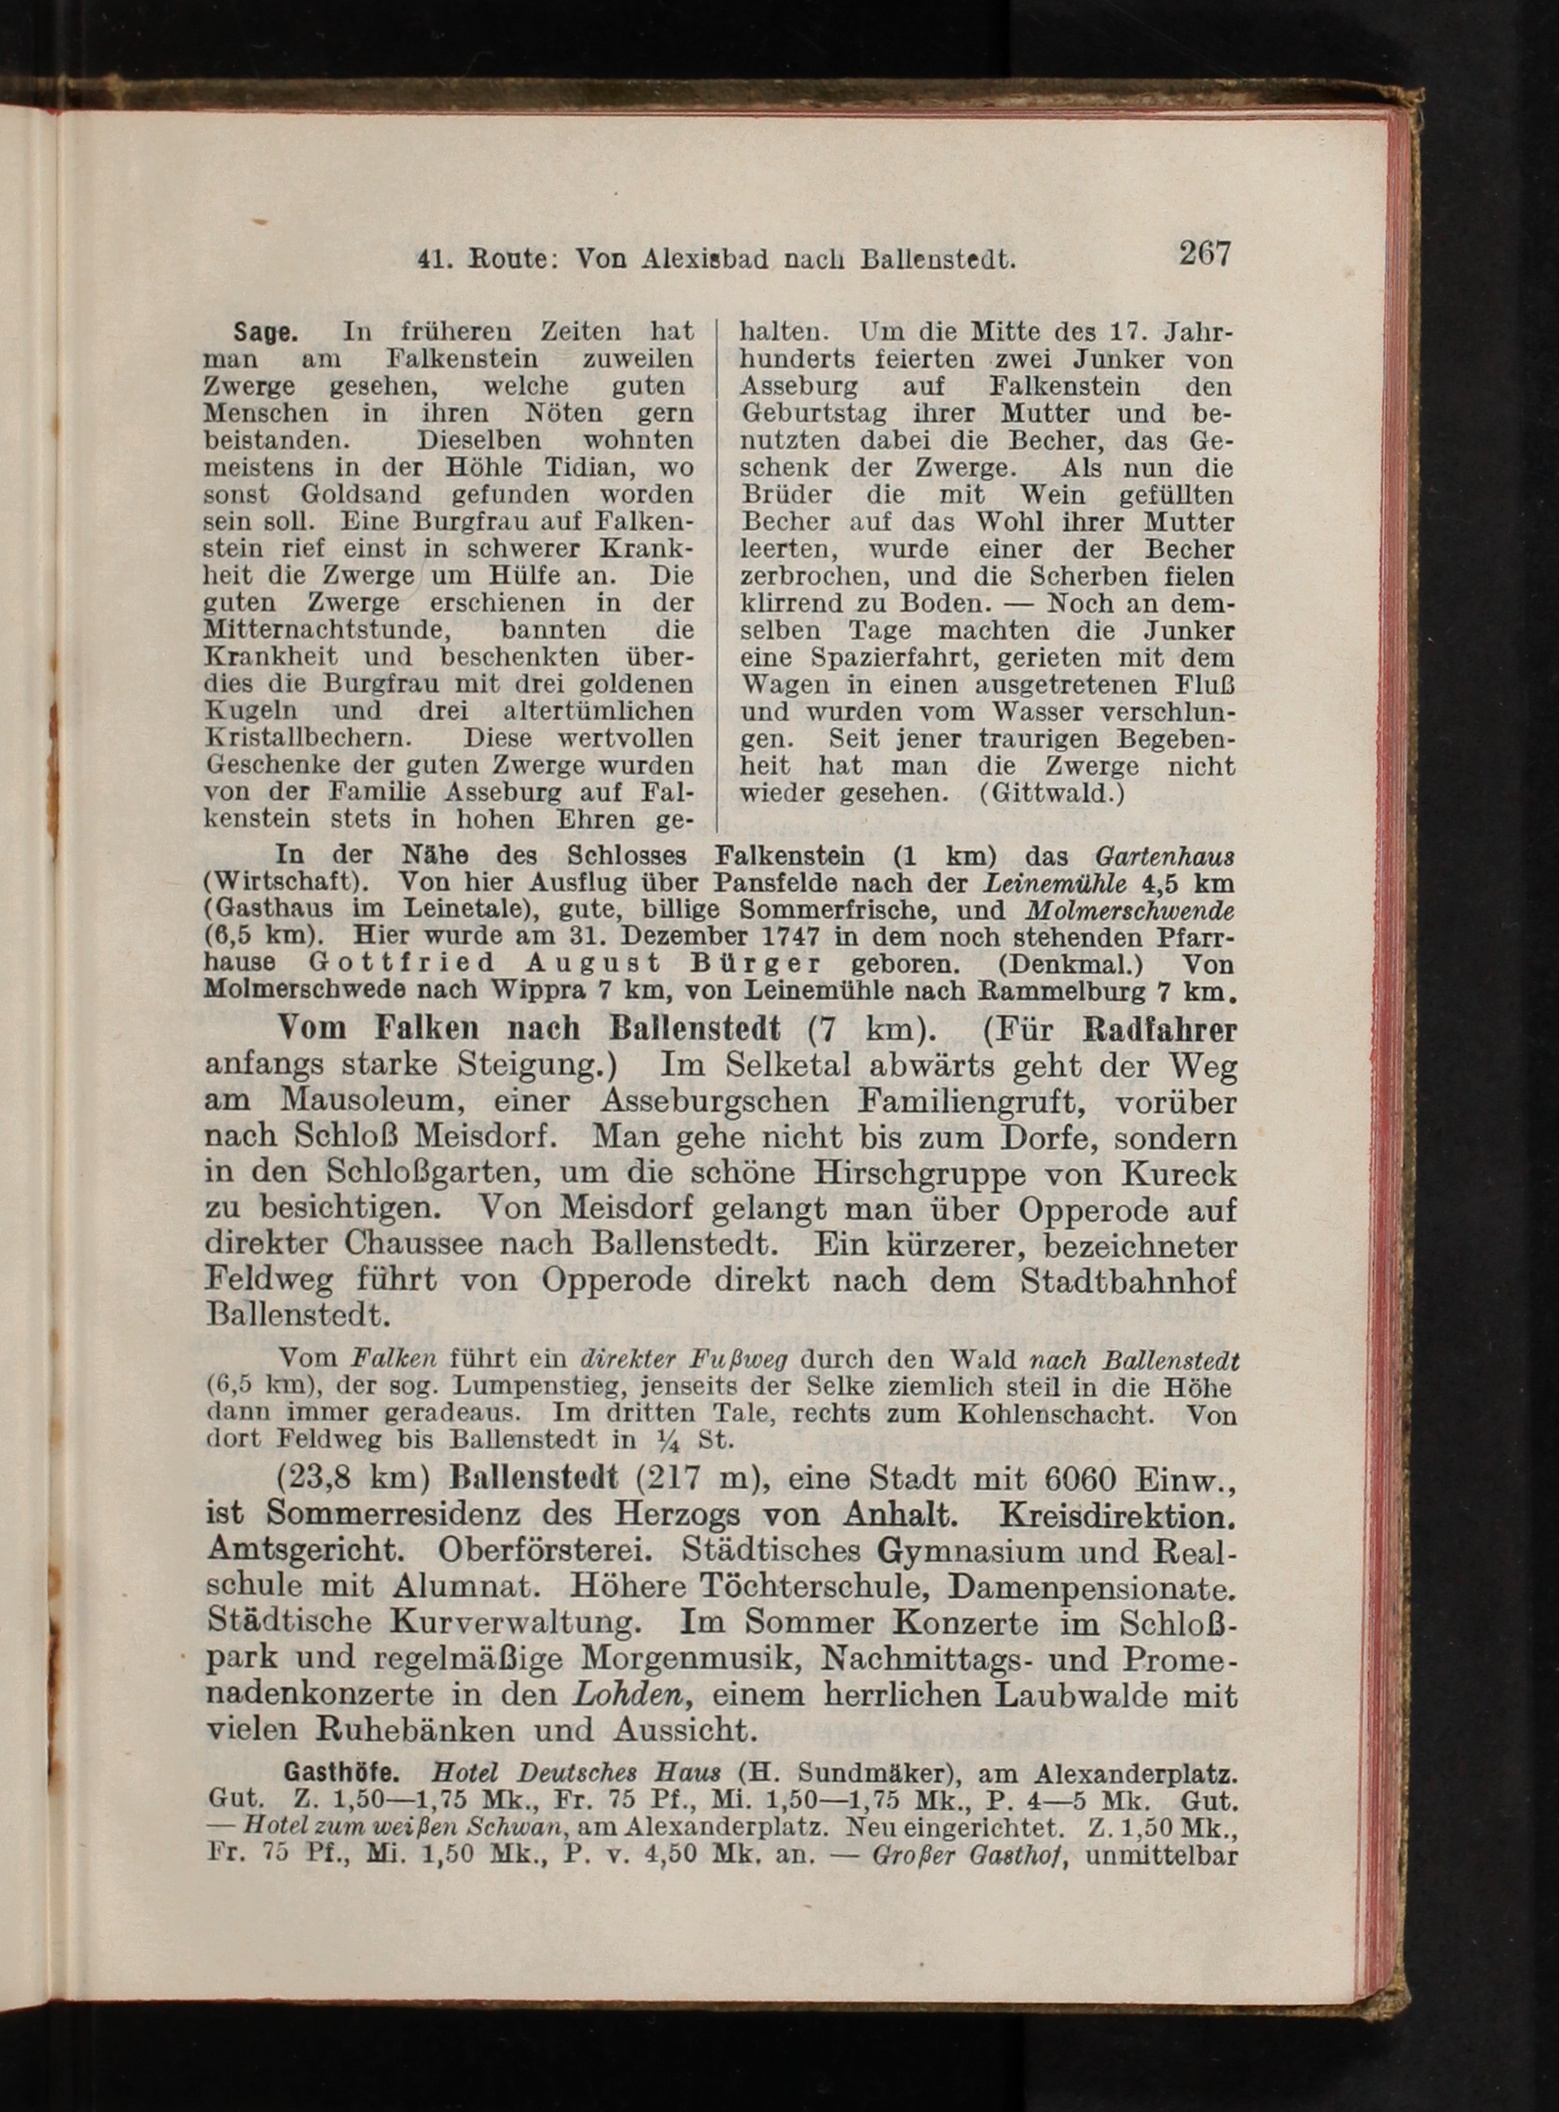 41. Route: Von Alexisbad nach Ballenstedt. 267
Sage. In früheren Zeiten hat
man am Falkenstein zuweilen
Zwerge gesehen, welche guten
Menschen in ihren Nöten gern
beistanden. Dieselben wohnten
meistens in der Höhle Tidian, wo
sonst Goldsand gefunden worden
sein soll. Eine Burgfrau auf Falken-
stein rief einst in schwerer Krank-
heit die Zwerge um Hülfe an. Die
guten Zwerge erschienen in der
Mitternachtstunde, bannten die
Krankheit und beschenkten über-
dies die Burgfrau mit drei goldenen
Kugeln und drei altertümlichen
Kristallbechern. Diese wertvollen
Geschenke der guten Zwerge wurden
von der Familie Asseburg auf Fal-
kenstein stets in hohen Ehren ge-
halten. Um die Mitte des 17. Jahr-
hunderts feierten zwei Junker von
Asseburg auf Falkenstein den
Geburtstag ihrer Mutter und be-
nutzten dabei die Becher, das Ge-
schenk der Zwerge. Als nun die
Brüder die mit Wein gefüllten
Becher auf das Wohl ihrer Mutter
leerten, wurde einer der Becher
zerbrochen, und die Scherben fielen
klirrend zu Boden. — Noch an dem-
selben Tage machten die Junker
eine Spazierfahrt, gerieten mit dem
Wagen in einen ausgetretenen Fluß
und wurden vom Wasser verschlun-
gen. Seit jener traurigen Begeben-
heit hat man die Zwerge nicht
wieder gesehen. (Gittwald.)
In der Nähe des Schlosses Falkenstein (1 km) das Gartenhaus
(Wirtschaft). Von hier Ausflug über Pansfelde nach der Leinemühle 4,5 km
(Gasthaus im Leinetale), gute, billige Sommerfrische, und Molmerschwende
(6,5 km). Hier wurde am 31. Dezember 1747 in dem noch stehenden Pfarr-
hause Gottfried August Bürger geboren. (Denkmal.) Von
Molmerschwede nach Wippra 7 km, von Leinemühle nach Rammelburg 7 km.
Vom Falken nach Ballenstedt (7 km). (Für Radfahrer
anfangs starke Steigung.) Im Selketal abwärts geht der Weg
am Mausoleum, einer Asseburgschen Familiengruft, vorüber
nach Schloß Meisdorf. Man gehe nicht bis zum Dorfe, sondern
in den Schloßgarten, um die schöne Hirschgruppe von Kureck
zu besichtigen. Von Meisdorf gelangt man über Opperode auf
direkter Chaussee nach Ballenstedt. Ein kürzerer, bezeichneter
Feldweg führt von Opperode direkt nach dem Stadtbahnhof
Ballenstedt.
Vom Falken führt ein direkter Fußweg durch den Wald nach Ballenstedt
(6,5 km), der sog. Lumpenstieg, jenseits der Selke ziemlich steil in die Höhe
dann immer geradeaus. Im dritten Tale, rechts zum Kohlenschacht. Von
dort Feldweg bis Ballenstedt in ¼ St.
(23,8 km) Ballenstedt (217 m), eine Stadt mit 6060 Einw.,
ist Sommerresidenz des Herzogs von Anhalt. Kreisdirektion.
Amtsgericht. Oberförsterei. Städtisches Gymnasium und Real-
schule mit Alumnat. Höhere Töchterschule, Damenpensionate.
Städtische Kurverwaltung. Im Sommer Konzerte im Schloß-
park und regelmäßige Morgenmusik, Nachmittags- und Prome-
nadenkonzerte in den Lohden, einem herrlichen Laubwalde mit
vielen Ruhebänken und Aussicht.
Gasthöfe. Hotel Deutsches Haus (H. Sundmäker), am Alexanderplatz.
Gut. Z. 1,50—1,75 Mk., Fr. 75 Pf., Mi. 1,50—1,75 Mk., P. 4—5 Mk. Gut.
— Hotel zum weißen Schwan, am Alexanderplatz. Neu eingerichtet. Z. 1,50 Mk.,
Fr. 75 Pf., Mi. 1,50 Mk., P. v. 4,50 Mk. an. — Großer Gasthof, unmittelbar